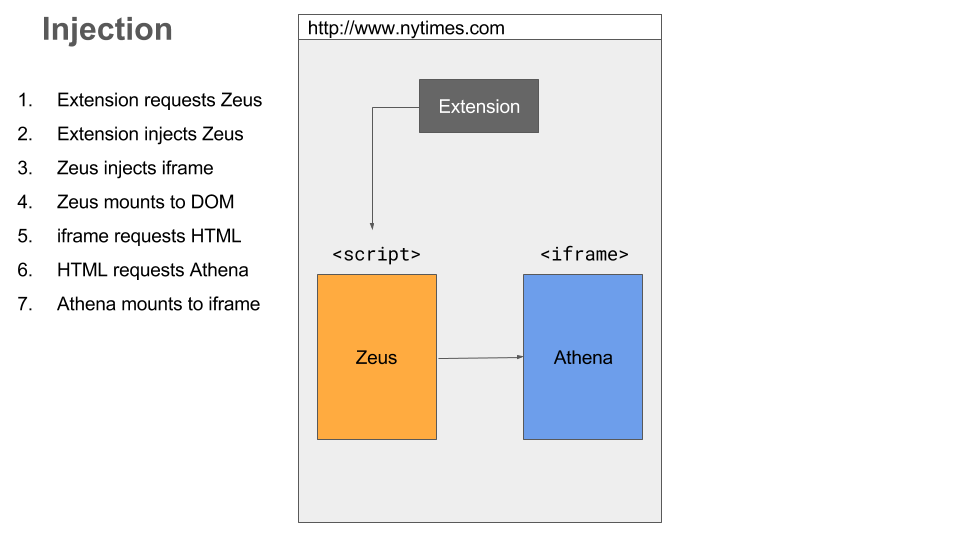 Injection
1. Extension requests Zeus
2. Extension injects Zeus
3. Zeus injects iframe
4. Zeus mounts to DOM
5. iframe requests HTML
6. HTML requests Athena
7. Athena mounts to iframe
http://www.nytimes.com
Extension
<script>
<iframe>
Zeus
Athena